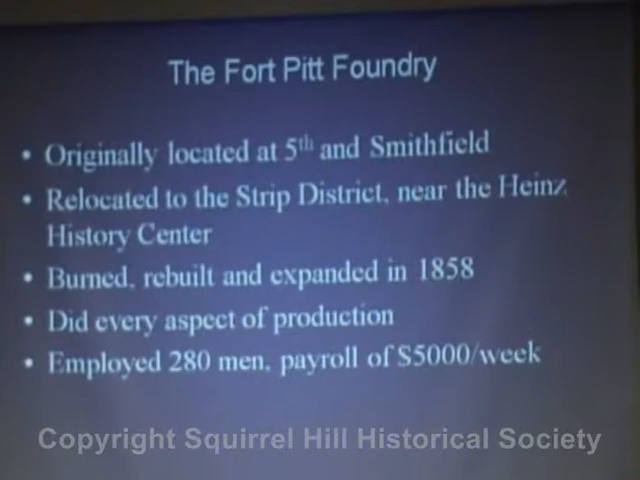 The Fort Pitt Foundry
• Originally located at 5th and Smithfield
• Relocated to the Strip District, near the Heinz
History Center
• Burned, rebuilt and expanded in 1858
• Did every aspect of production
• Employed 280 men, payroll of $5000/week
Copyright Squirrel Hill Historical Society